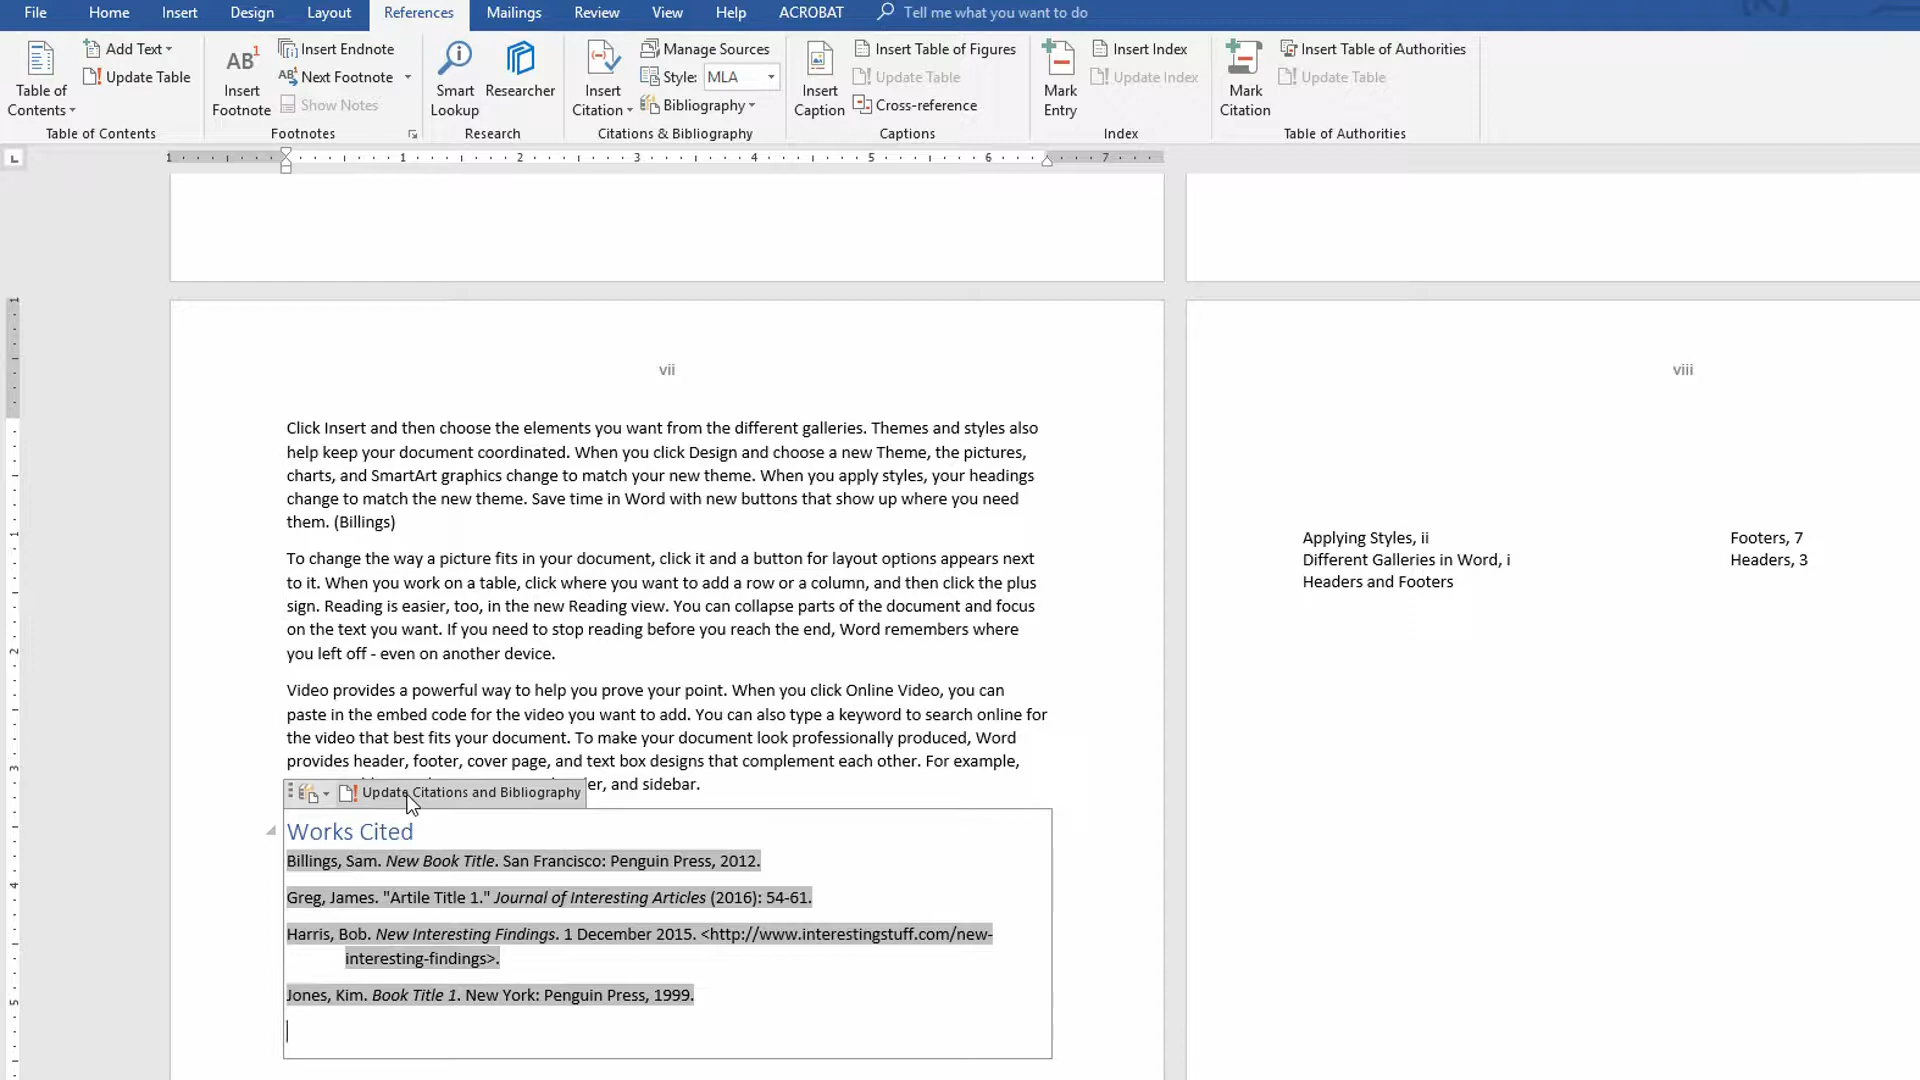 File Home Insert Design Layout References Mailings Review View Help ACROBAT Tell me what you want to do
Table of Contents
Add Text
Update Table
Table of Contents
AB1
Insert Footnote
Insert Endnote
AB1 Next Footnote
Show Notes
Footnotes
Smart Lookup
Researcher
Research
Insert Citation
Manage Sources
Style: MLA
Bibliography
Citations & Bibliography
Insert Caption
Insert Table of Figures
Update Table
Cross-reference
Captions
Mark Entry
Insert Index
Update Index
Index
Mark Citation
Insert Table of Authorities
Update Table
Table of Authorities
1 1 2 3 4 5 6 7
1
1
2
3
4
5
vii
Click Insert and then choose the elements you want from the different galleries. Themes and styles also
help keep your document coordinated. When you click Design and choose a new Theme, the pictures,
charts, and SmartArt graphics change to match your new theme. When you apply styles, your headings
change to match the new theme. Save time in Word with new buttons that show up where you need
them. (Billings)
To change the way a picture fits in your document, click it and a button for layout options appears next
to it. When you work on a table, click where you want to add a row or a column, and then click the plus
sign. Reading is easier, too, in the new Reading view. You can collapse parts of the document and focus
on the text you want. If you need to stop reading before you reach the end, Word remembers where
you left off - even on another device.
Video provides a powerful way to help you prove your point. When you click Online Video, you can
paste in the embed code for the video you want to add. You can also type a keyword to search online for
the video that best fits your document. To make your document look professionally produced, Word
provides header, footer, cover page, and text box designs that complement each other. For example,
er, and sidebar.
Update Citations and Bibliography
Works Cited
Billings, Sam. New Book Title. San Francisco: Penguin Press, 2012.
Greg, James. "Artile Title 1." Journal of Interesting Articles (2016): 54-61.
Harris, Bob. New Interesting Findings. 1 December 2015. <http://www.interestingstuff.com/new-
interesting-findings>.
Jones, Kim. Book Title 1. New York: Penguin Press, 1999.
viii
Applying Styles, ii
Different Galleries in Word, i
Headers and Footers
Footers, 7
Headers, 3